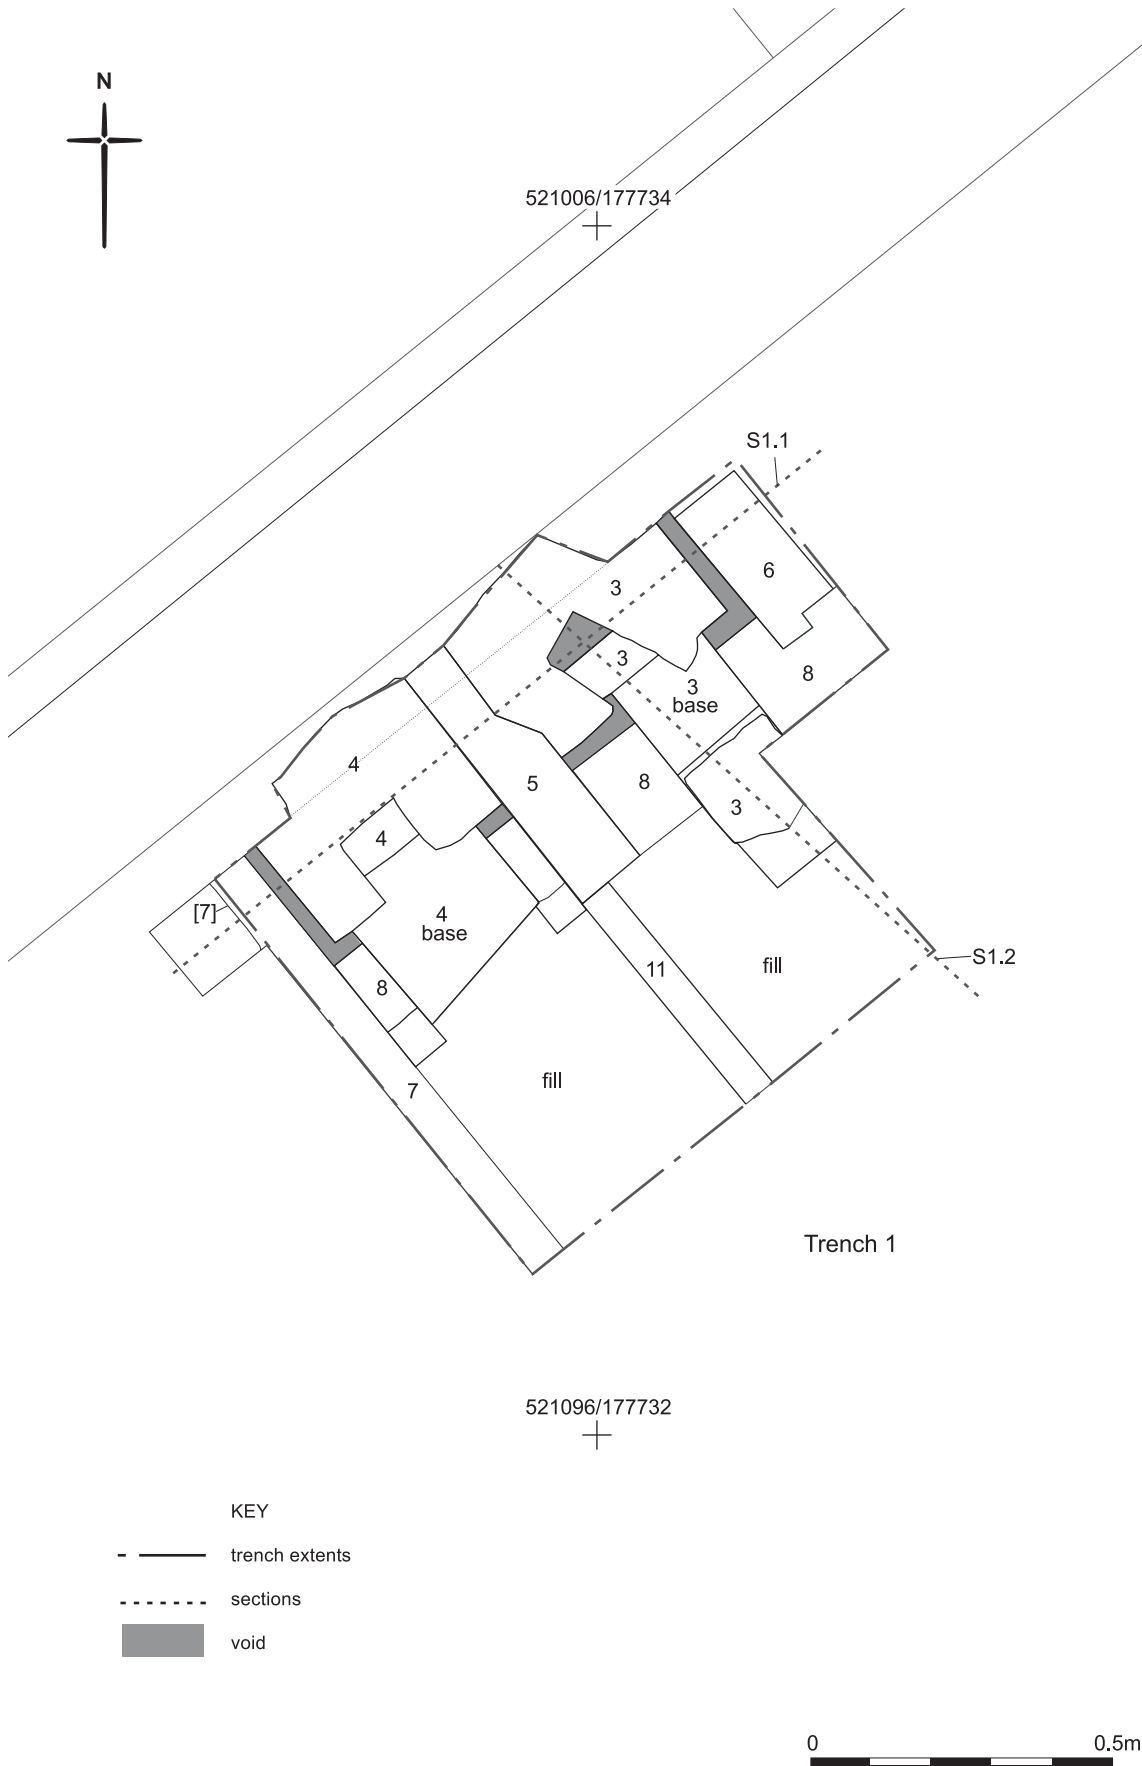 N
521006/177734
S1.1
6
3
3
8
3
base
4
5
8
3
4
[7]
4
base
S1.2
11
fill
8
fill
7
Trench 1
521096/177732
KEY
trench extents
sections
void
0 0.5m